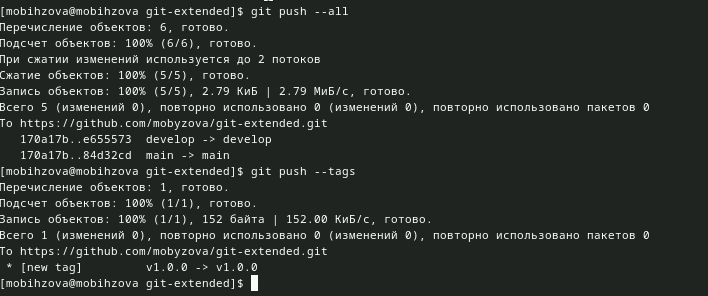 [mobihzova@mobihzova git-extended]$ git push --all
Перечисление объектов: 6, готово.
Подсчет объектов: 100% (6/6), готово.
При сжатии изменений используется до 2 потоков
Сжатие объектов: 100% (5/5), готово.
Запись объектов: 100% (5/5), 2.79 КиБ | 2.79 МиБ/с, готово.
Всего 5 (изменений 0), повторно использовано 0 (изменений 0), повторно использовано пакетов 0
To https://github.com/mobyzova/git-extended.git
   170a17b..e655573  develop -> develop
   170a17b..84d32cd  main -> main
[mobihzova@mobihzova git-extended]$ git push --tags
Перечисление объектов: 1, готово.
Подсчет объектов: 100% (1/1), готово.
Запись объектов: 100% (1/1), 152 байта | 152.00 КиБ/с, готово.
Всего 1 (изменений 0), повторно использовано 0 (изменений 0), повторно использовано пакетов 0
To https://github.com/mobyzova/git-extended.git
 * [new tag]         v1.0.0 -> v1.0.0
[mobihzova@mobihzova git-extended]$